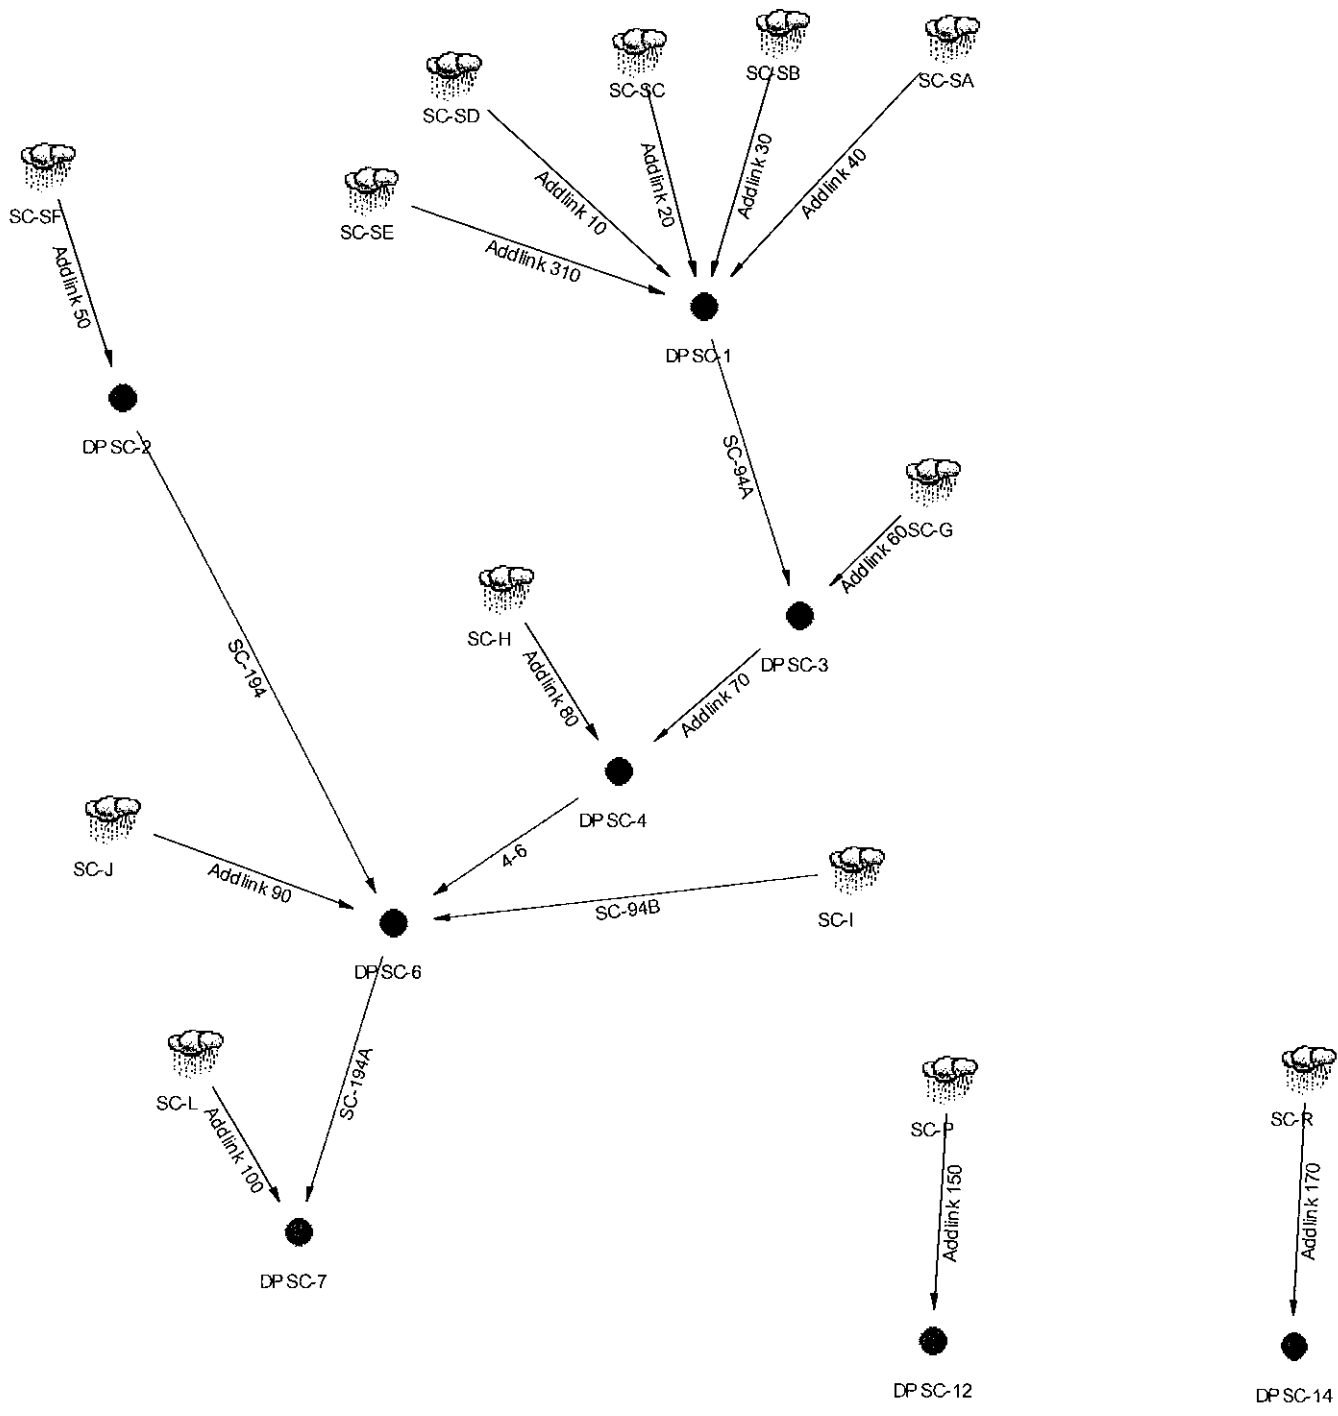 SC-SB
SC-SA
SC-SC
SC-SD
SC-SF
SC-SE
Addlink 10
Addlink 20
Addlink 30
Addlink 40
Addlink 50
Addlink 310
DP SC-1
DP SC-2
SC-94A
SC-G
Addlink 60
SC-H
SC-194
Addlink 80
Addlink 70
DP SC-3
DP SC-4
SC-J
4-6
Addlink 90
SC-94B
SC-I
DP SC-6
SC-L
SC-194A
Addlink 100
SC-P
SC-R
Addlink 150
Addlink 170
DP SC-7
DP SC-12
DP SC-14